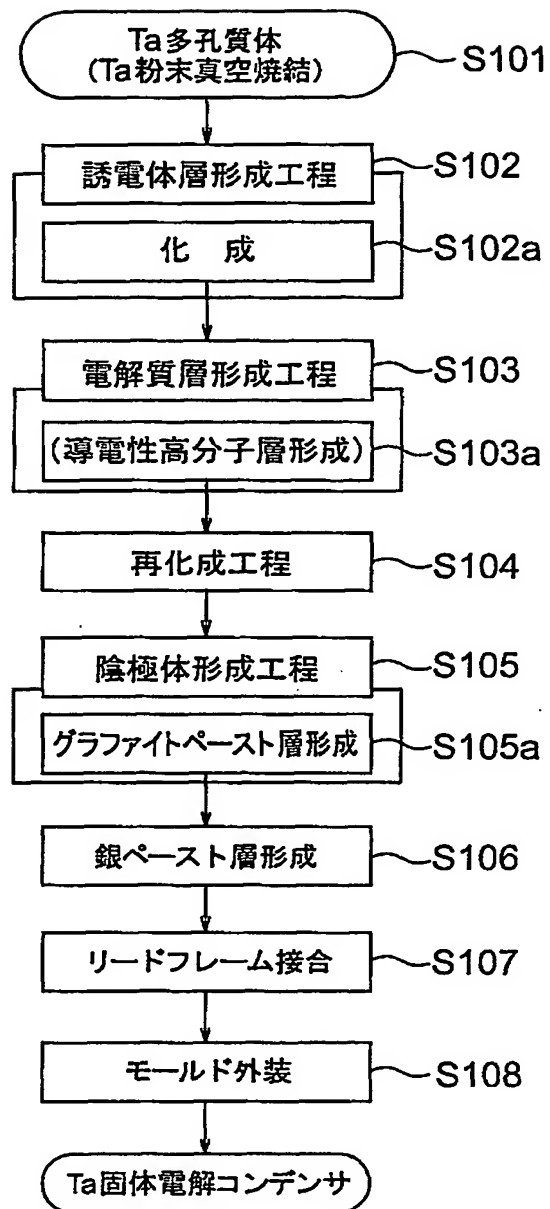 Ta多孔質体
(Ta粉末真空焼結)
S101
誘電体層形成工程
S102
化 成
S102a
電解質層形成工程
S103
(導電性高分子層形成)
S103a
再化成工程
S104
陰極体形成工程
S105
グラファイトペースト層形成
S105a
銀ペースト層形成
S106
リードフレーム接合
S107
モールド外装
S108
Ta固体電解コンデンサ